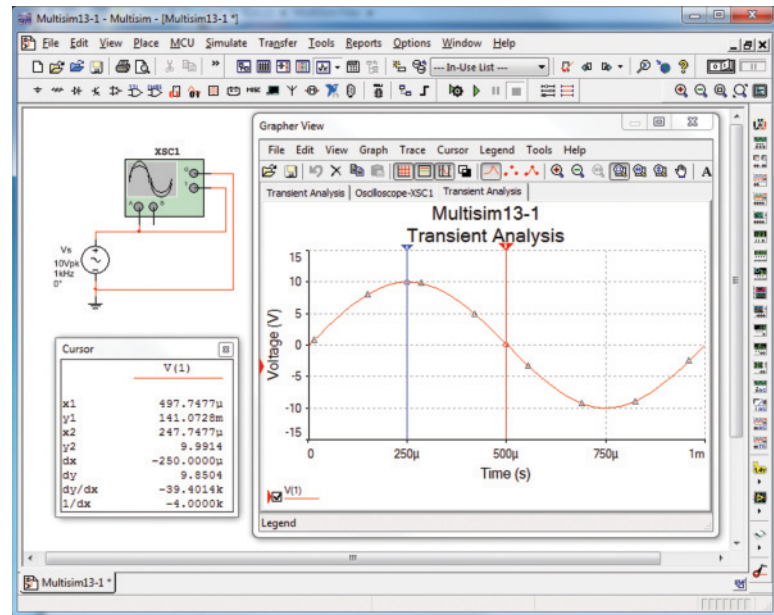 Multisim13-1 - Multisim - [Multisim13-1 *]
File Edit View Place MCU Simulate Transfer Tools Reports Options Window Help
--- In-Use List ---
XSC1
A B
Vs
10Vpk
1kHz
0°
Grapher View
File Edit View Graph Trace Cursor Legend Tools Help
A
Transient Analysis Oscilloscope-XSC1 Transient Analysis
Multisim13-1
Transient Analysis
Voltage (V)
15
10
5
0
-5
-10
-15
0 250µ 500µ 750µ 1m
Time (s)
V(1)
Legend
Cursor
V(1)
x1 497.7477µ
y1 141.0728m
x2 247.7477µ
y2 9.9914
dx -250.0000µ
dy 9.8504
dy/dx -39.4014k
1/dx -4.0000k
Multisim13-1 *